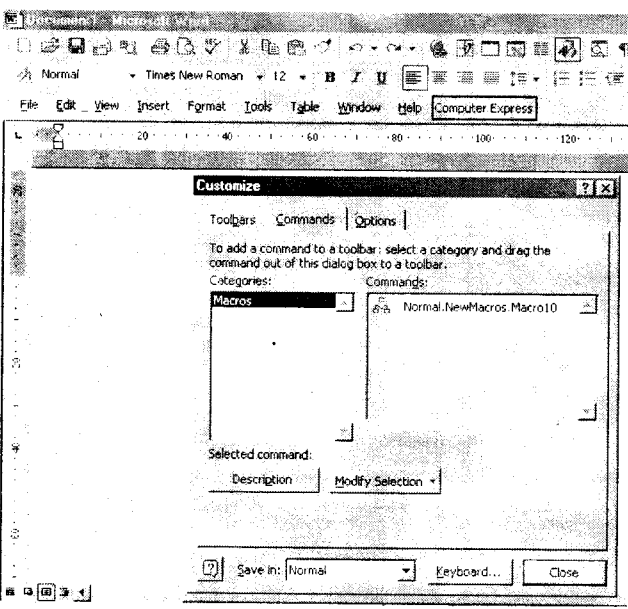 Document1 - Microsoft Word
Normal Times New Roman 12 B I U
File Edit View Insert Format Tools Table Window Help Computer Express
20 40 60 80 100 120
Customize
Toolbars Commands Options
To add a command to a toolbar: select a category and drag the
command out of this dialog box to a toolbar.
Categories: Commands:
Macros Normal.NewMacros.Macro10
Selected command:
Description Modify Selection
Save in: Normal Keyboard... Close